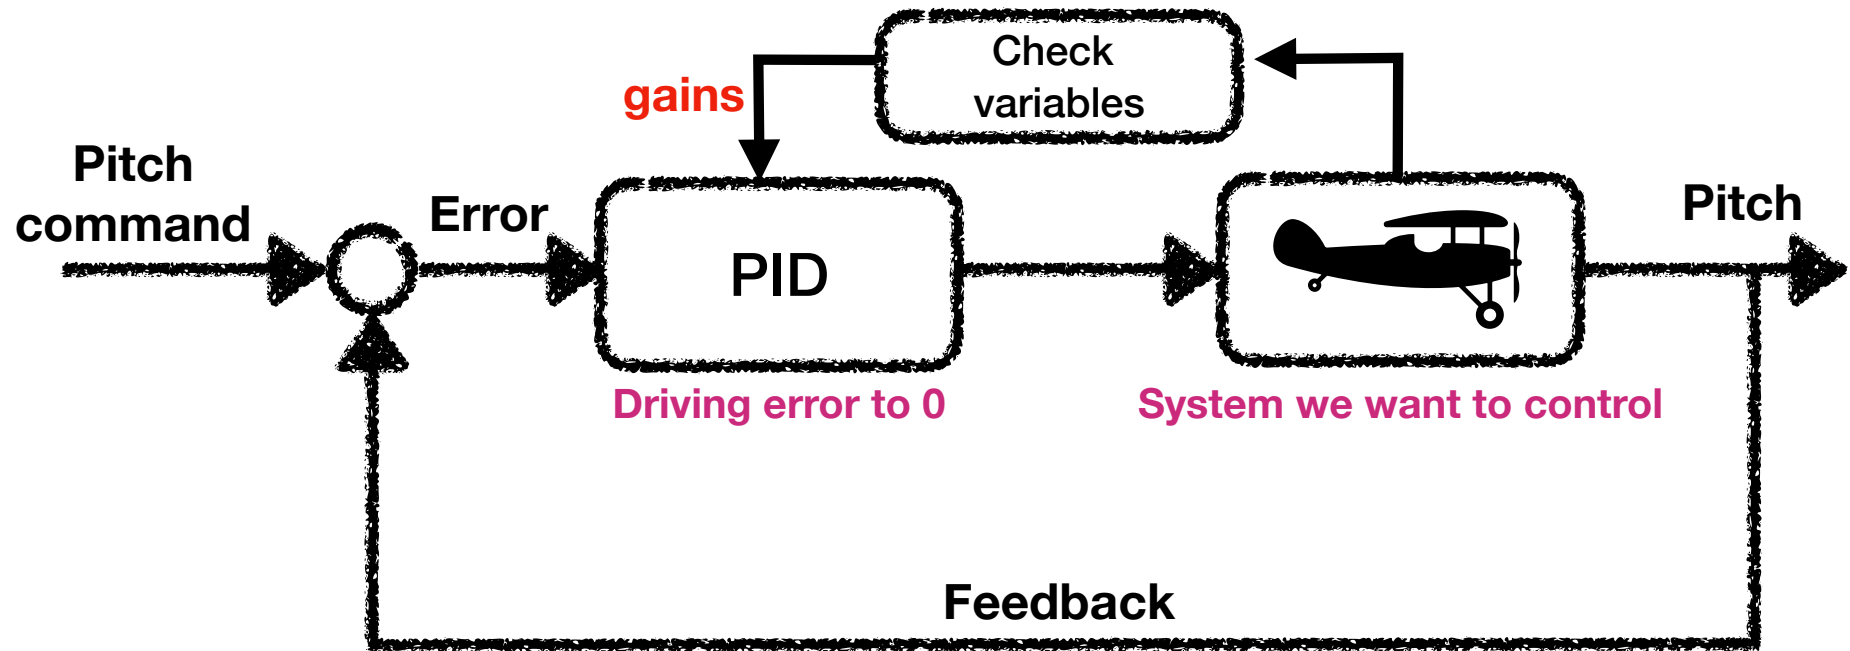 Check
variables
gains
Pitch
command
Error
Pitch
PID
Driving error to 0
System we want to control
Feedback